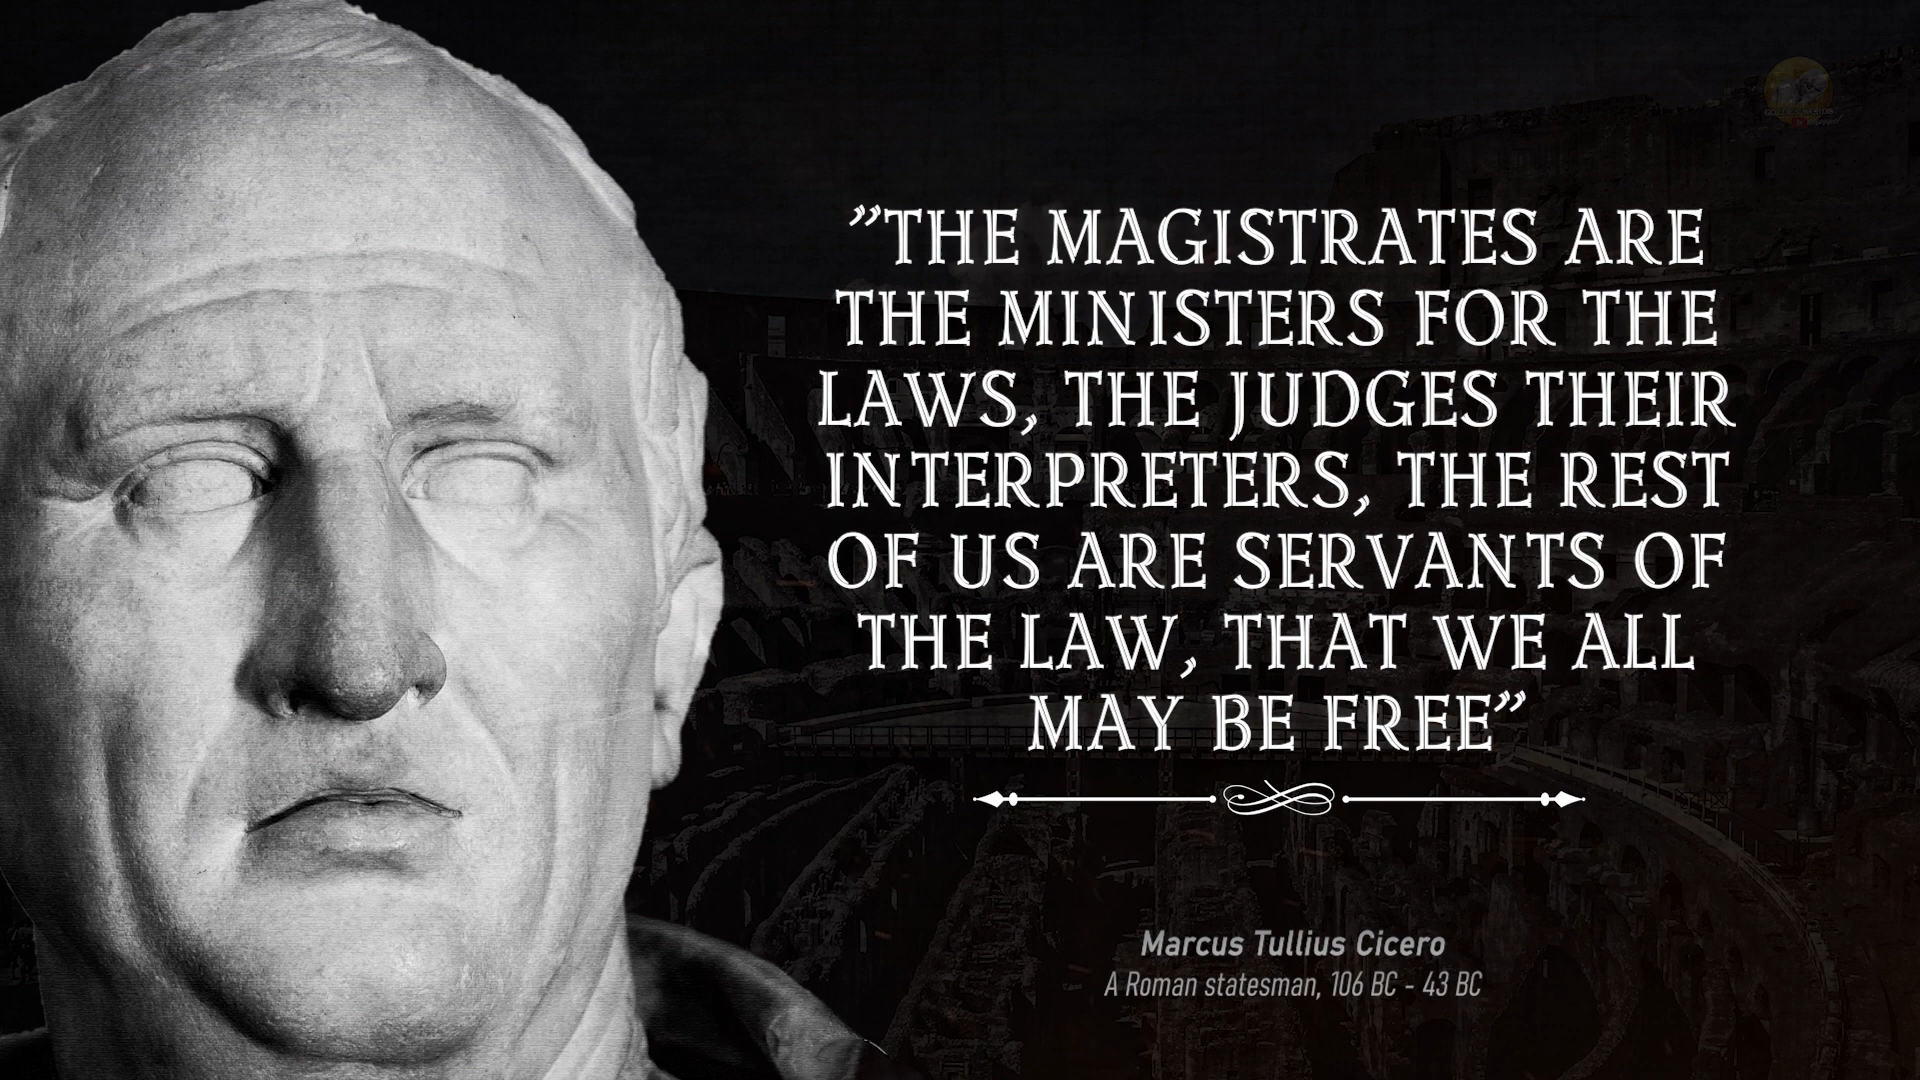 ”THE MAGISTRATES ARE
THE MINISTERS FOR THE
LAWS, THE JUDGES THEIR
INTERPRETERS, THE REST
OF US ARE SERVANTS OF
THE LAW, THAT WE ALL
MAY BE FREE”
Marcus Tullius Cicero
A Roman statesman, 106 BC - 43 BC